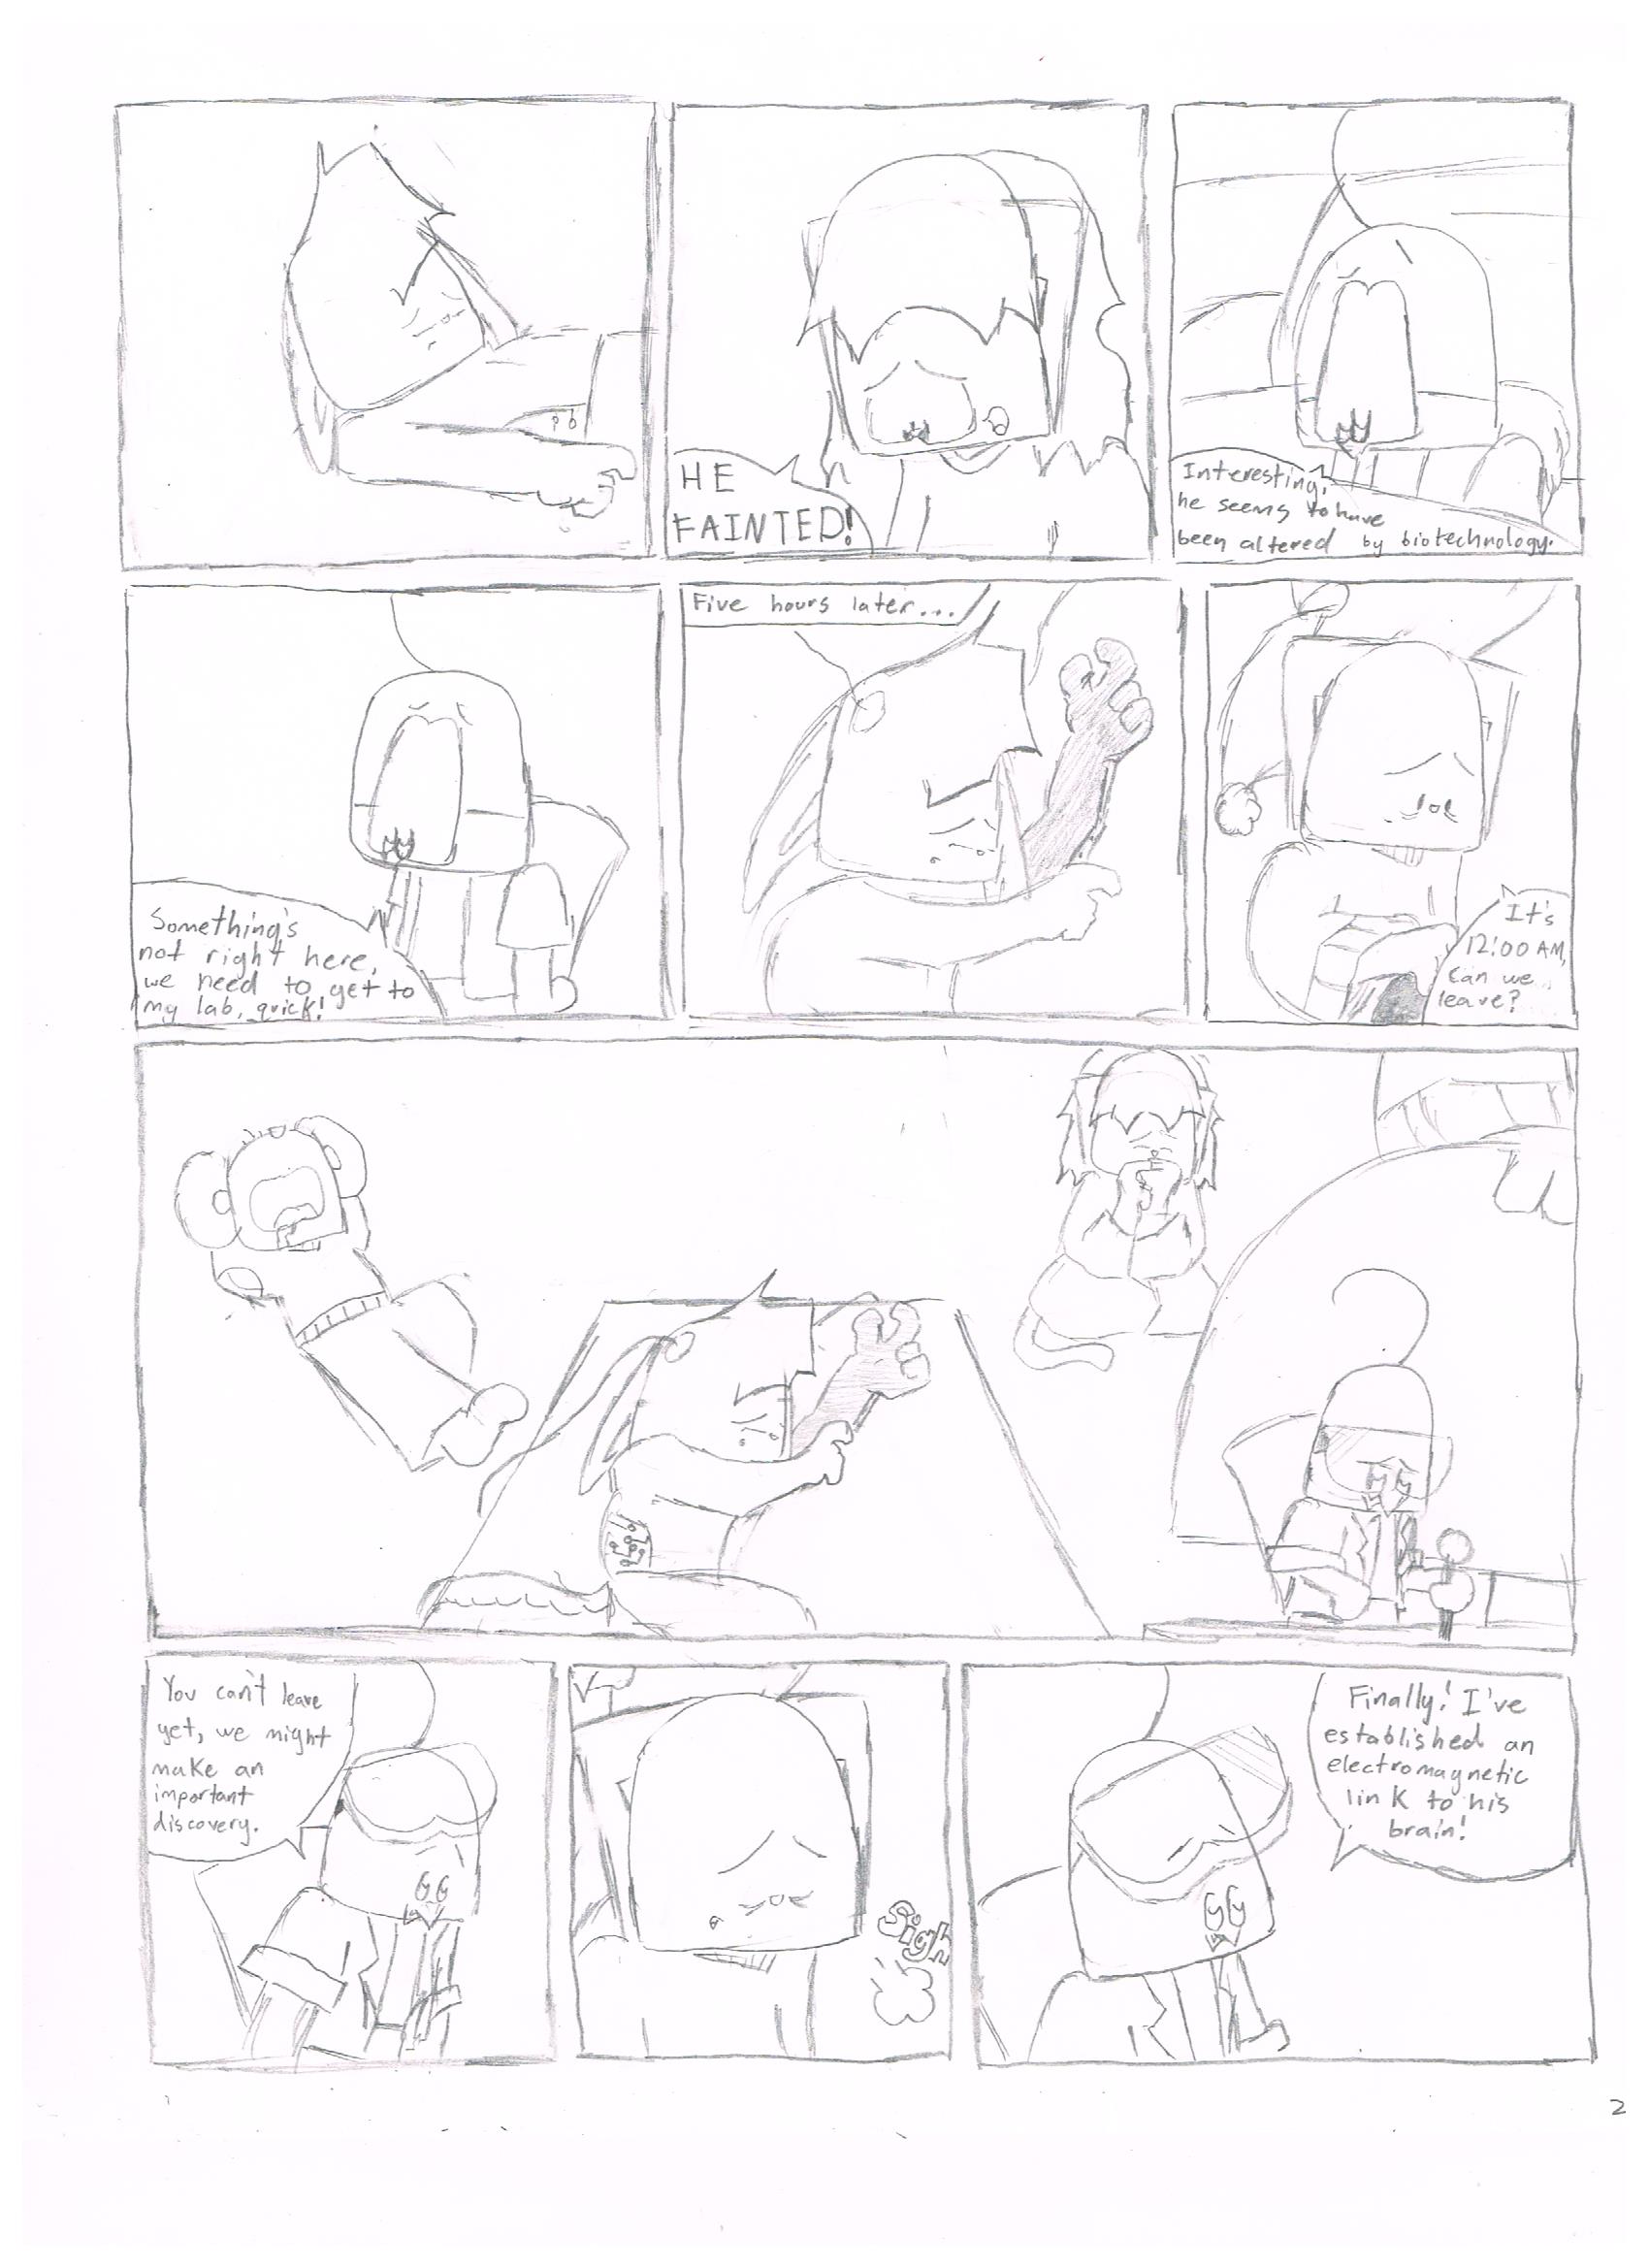 HE
FAINTED!
Interesting,
he seems to have
been altered by biotechnology.
Something's
not right here,
we need to get to
my lab, quick!
Five hours later...
It's
12:00 AM,
Can we
leave?
You can't leave
yet, we might
make an
important
discovery.
Sigh
Finally! I've
established an
electromagnetic
link to his
brain!
2